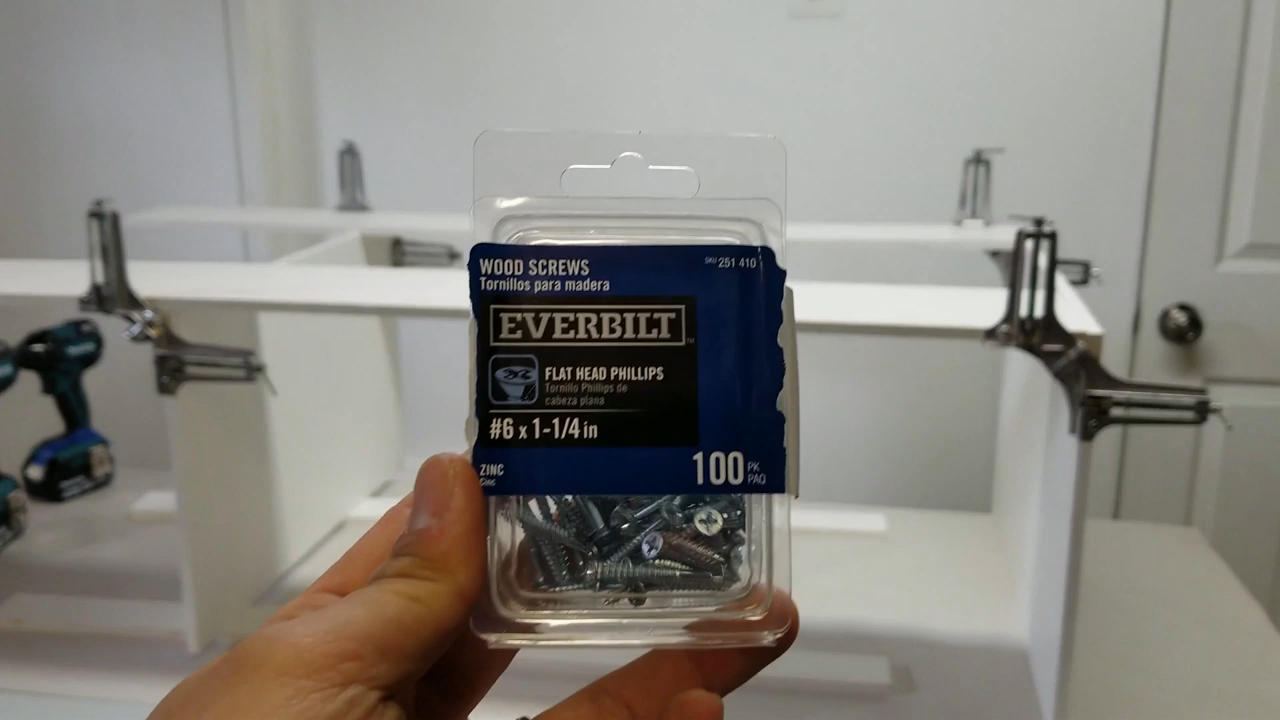 WOOD SCREWS
Tornillos para madera
SKU 251 410
EVERBILT™
FLAT HEAD PHILLIPS
Tornillo Phillips de
cabeza plana
#6 x 1-1/4 in
ZINC
Cinc
100 PK
PAQ